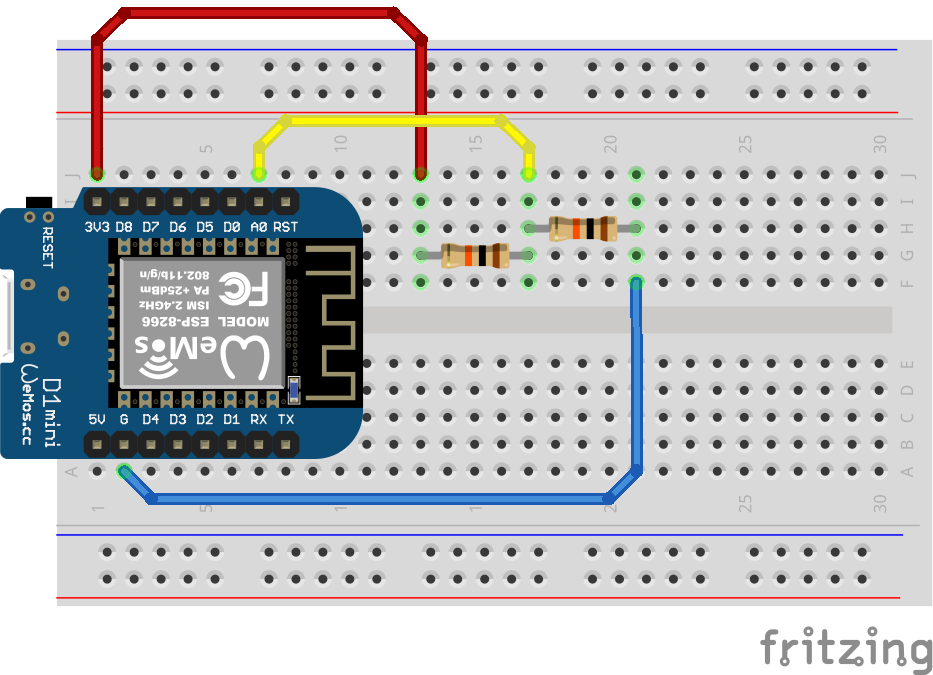 5 10 15 20 25 30
J J
I I
3V3 D8 D7 D6 D5 D0 A0 RST
H
RESET
G
F
802.11b/g/n
PA +25dBm
ISM 2.4GHz
ESP-8266
MODEL
FC
WeMos
E
D
C
B
A A
5V G D4 D3 D2 D1 RX TX
D1mini
WeMos.cc
1 5 1 2 25 30
fritzing